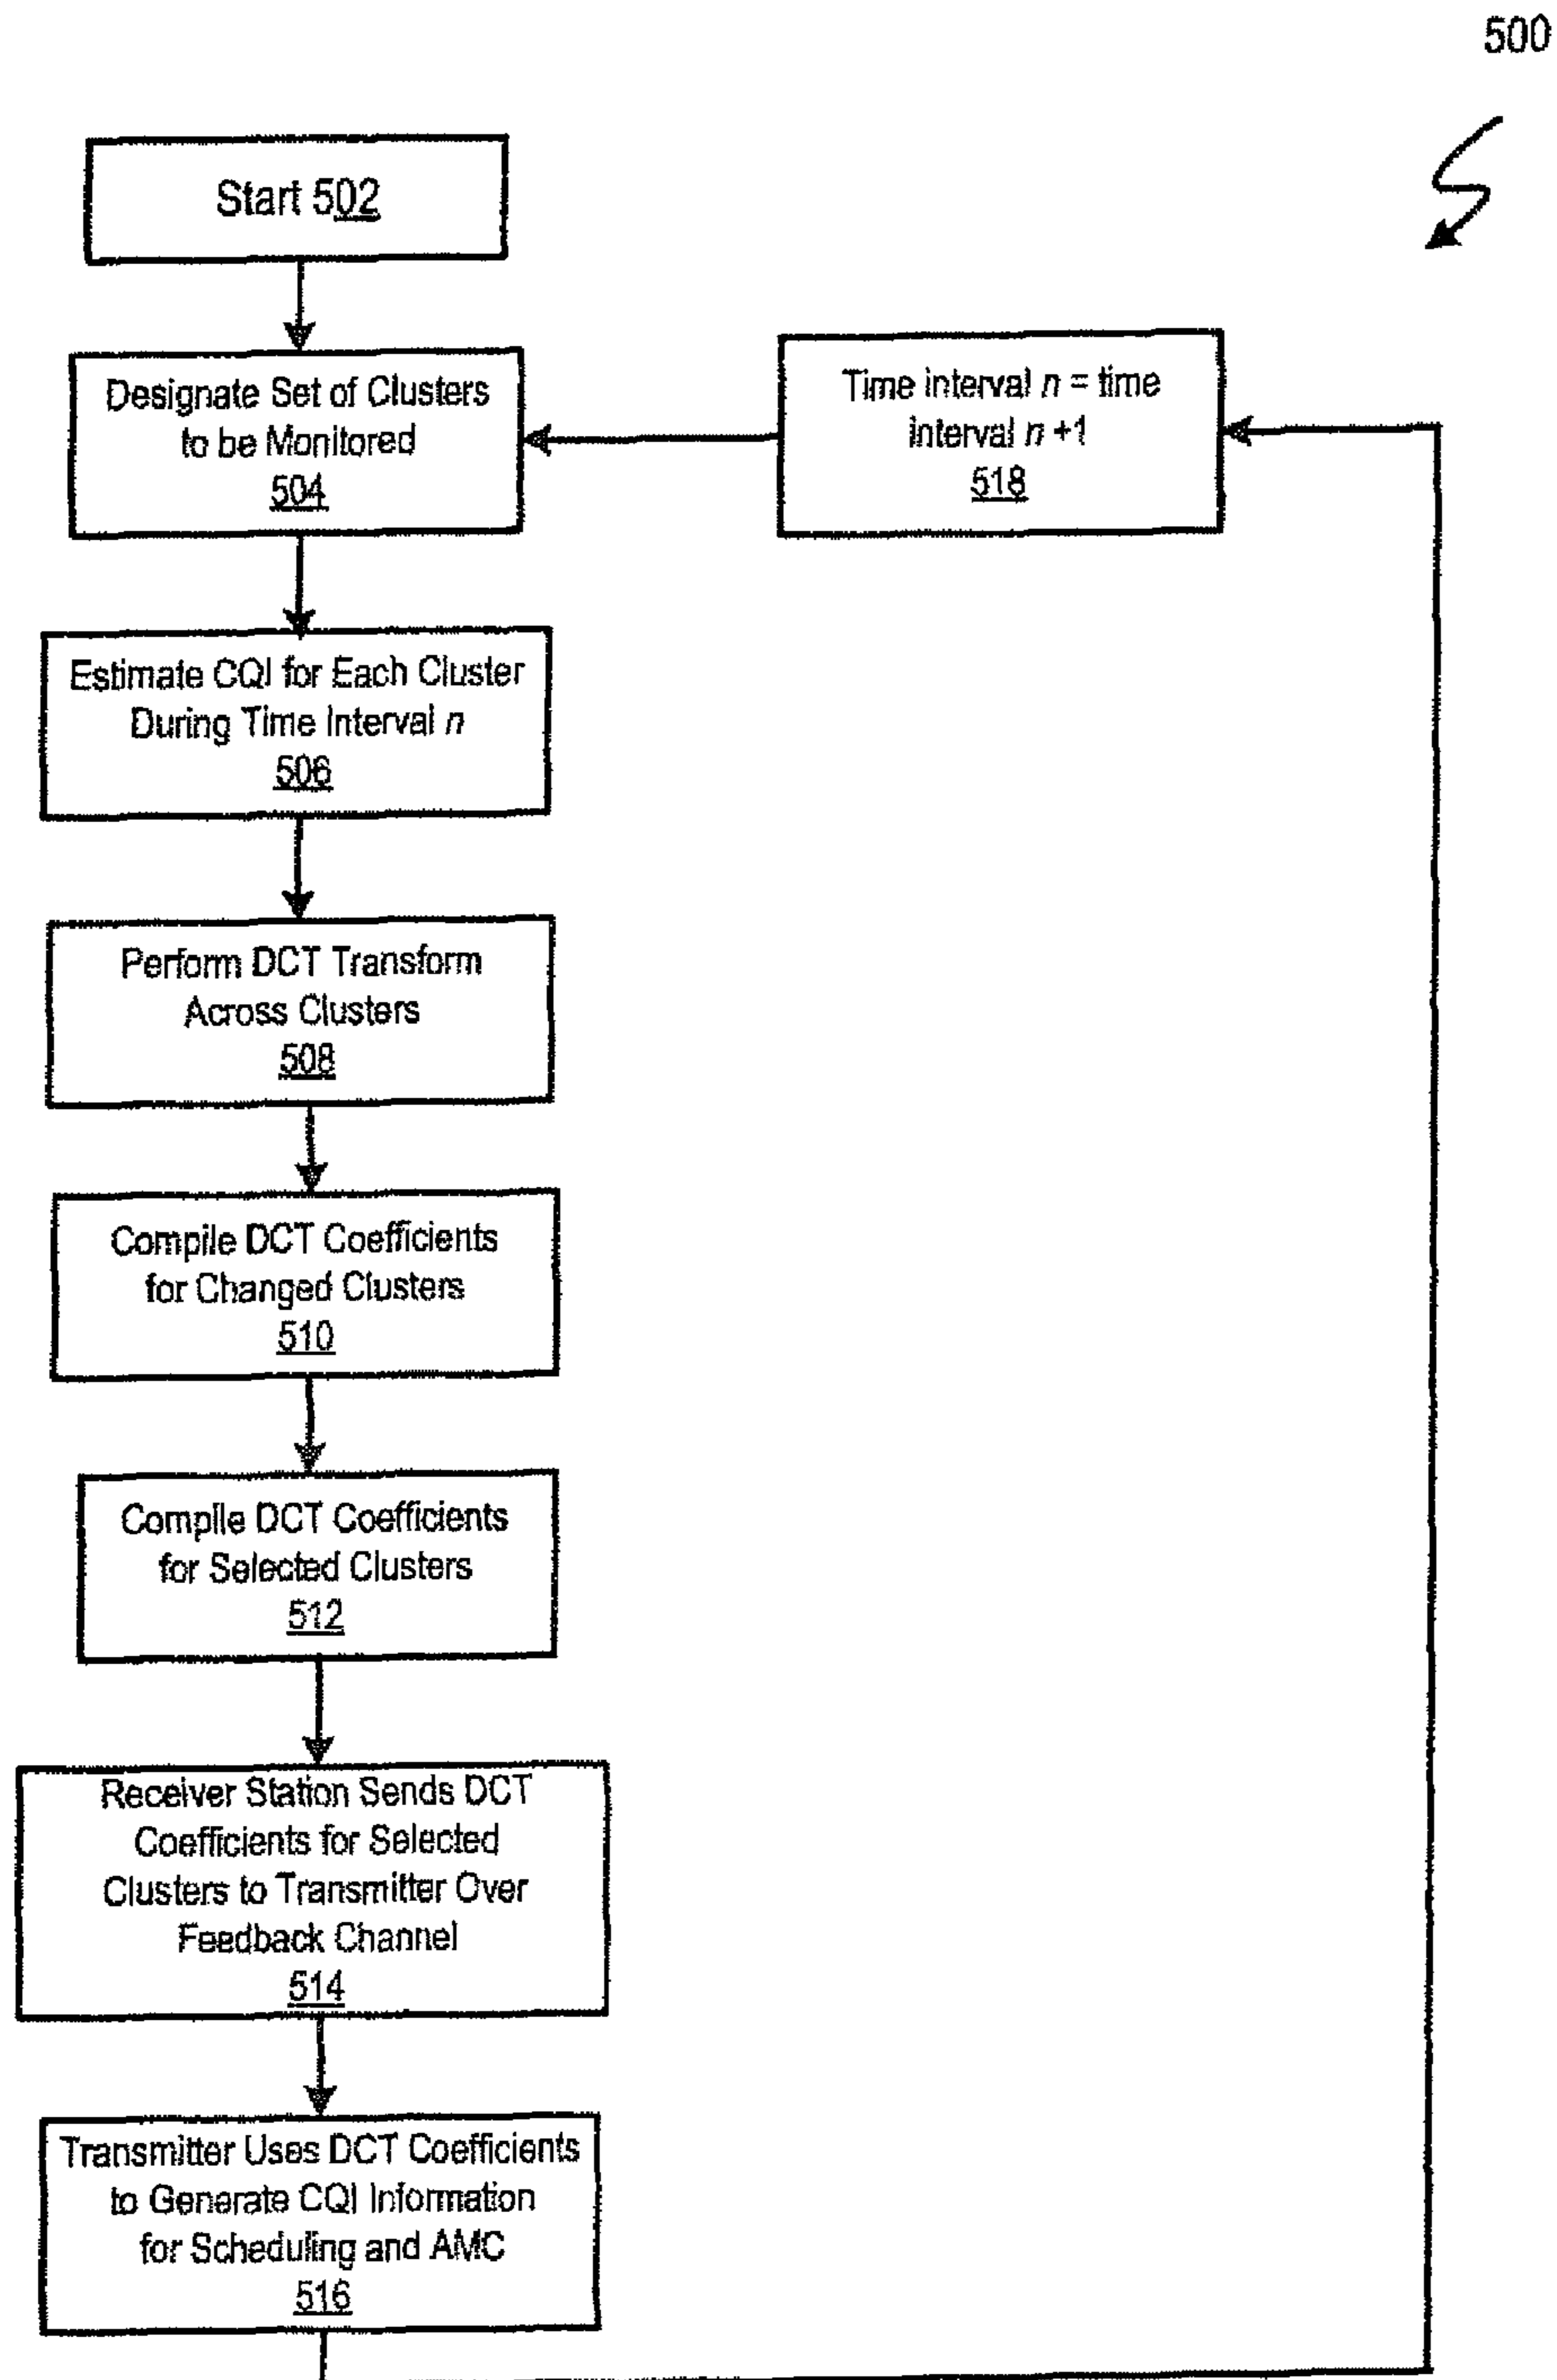 500
Start 502
Designate Set of Clusters
to be Monitored
504
Time interval n = time
interval n +1
518
Estimate CQI for Each Cluster
During Time Interval n
506
Perform DCT Transform
Across Clusters
508
Compile DCT Coefficients
for Changed Clusters
510
Compile DCT Coefficients
for Selected Clusters
512
Receiver Station Sends DCT
Coefficients for Selected
Clusters to Transmitter Over
Feedback Channel
514
Transmitter Uses DCT Coefficients
to Generate CQI Information
for Scheduling and AMC
516